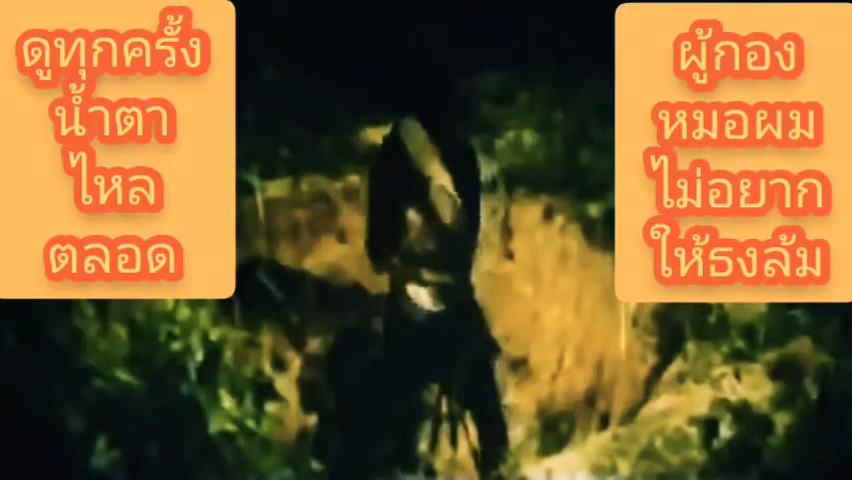 ดูทุกครั้ง
น้ำตา
ไหล
ตลอด
ผู้กอง
หมอผม
ไม่อยาก
ให้ธงล้ม